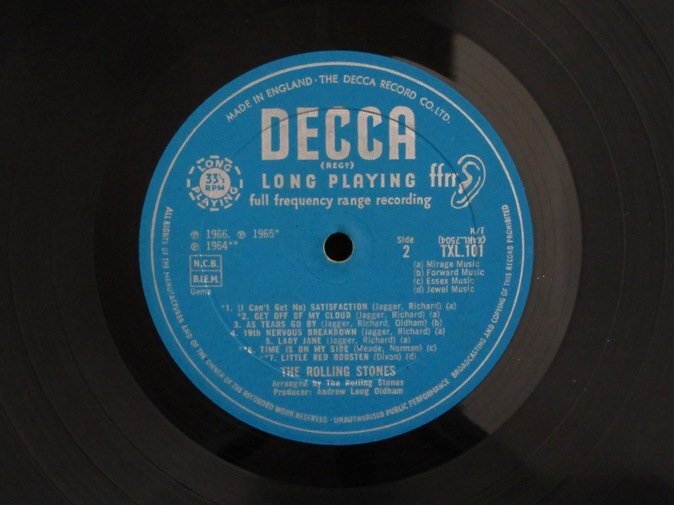 MADE IN ENGLAND · THE DECCA RECORD CO. LTD.
DECCA
(REGD)
LONG PLAYING
33⅓
RPM
LONG PLAYING
ffrr
full frequency range recording
℗ 1966, ℗ 1965*
℗ 1964**
N.C.B.
B.I.E.M.
Gema
Side
2
K/T
(XARL.7504)
TXL.101
(a) Mirage Music
(b) Forward Music
(c) Essex Music
(d) Jewel Music
*1. (I Can't Get No) SATISFACTION (Jagger, Richard) (a)
*2. GET OFF OF MY CLOUD (Jagger, Richard) (a)
3. AS TEARS GO BY (Jagger, Richard, Oldham) (b)
4. 19th NERVOUS BREAKDOWN (Jagger, Richard) (a)
5. LADY JANE (Jagger, Richard) (a)
**6. TIME IS ON MY SIDE (Meade, Norman) (c)
**7. LITTLE RED ROOSTER (Dixon) (d)
THE ROLLING STONES
Arranged by The Rolling Stones
Producer: Andrew Loog Oldham
ALL RIGHTS OF THE MANUFACTURER AND OF THE OWNER OF THE RECORDED WORK RESERVED · UNAUTHORISED PUBLIC PERFORMANCE BROADCASTING AND COPYING OF THIS RECORD PROHIBITED